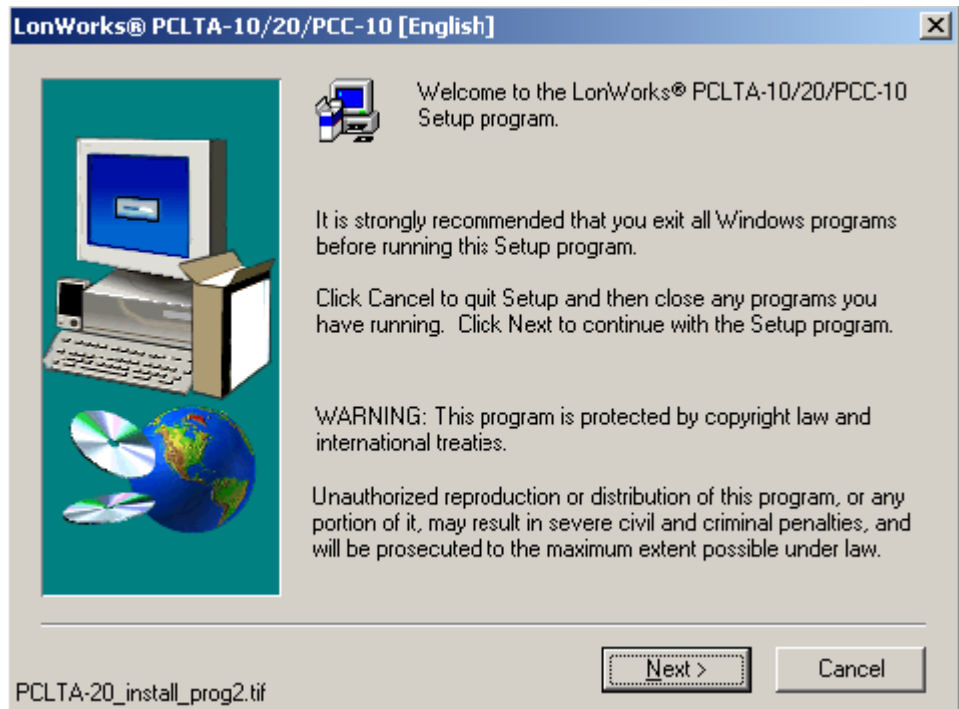 LonWorks® PCLTA-10/20/PCC-10 [English]
Welcome to the LonWorks® PCLTA-10/20/PCC-10
Setup program.
It is strongly recommended that you exit all Windows programs
before running this Setup program.
Click Cancel to quit Setup and then close any programs you
have running. Click Next to continue with the Setup program.
WARNING: This program is protected by copyright law and
international treaties.
Unauthorized reproduction or distribution of this program, or any
portion of it, may result in severe civil and criminal penalties, and
will be prosecuted to the maximum extent possible under law.
Next >
Cancel
PCLTA-20_install_prog2.tif